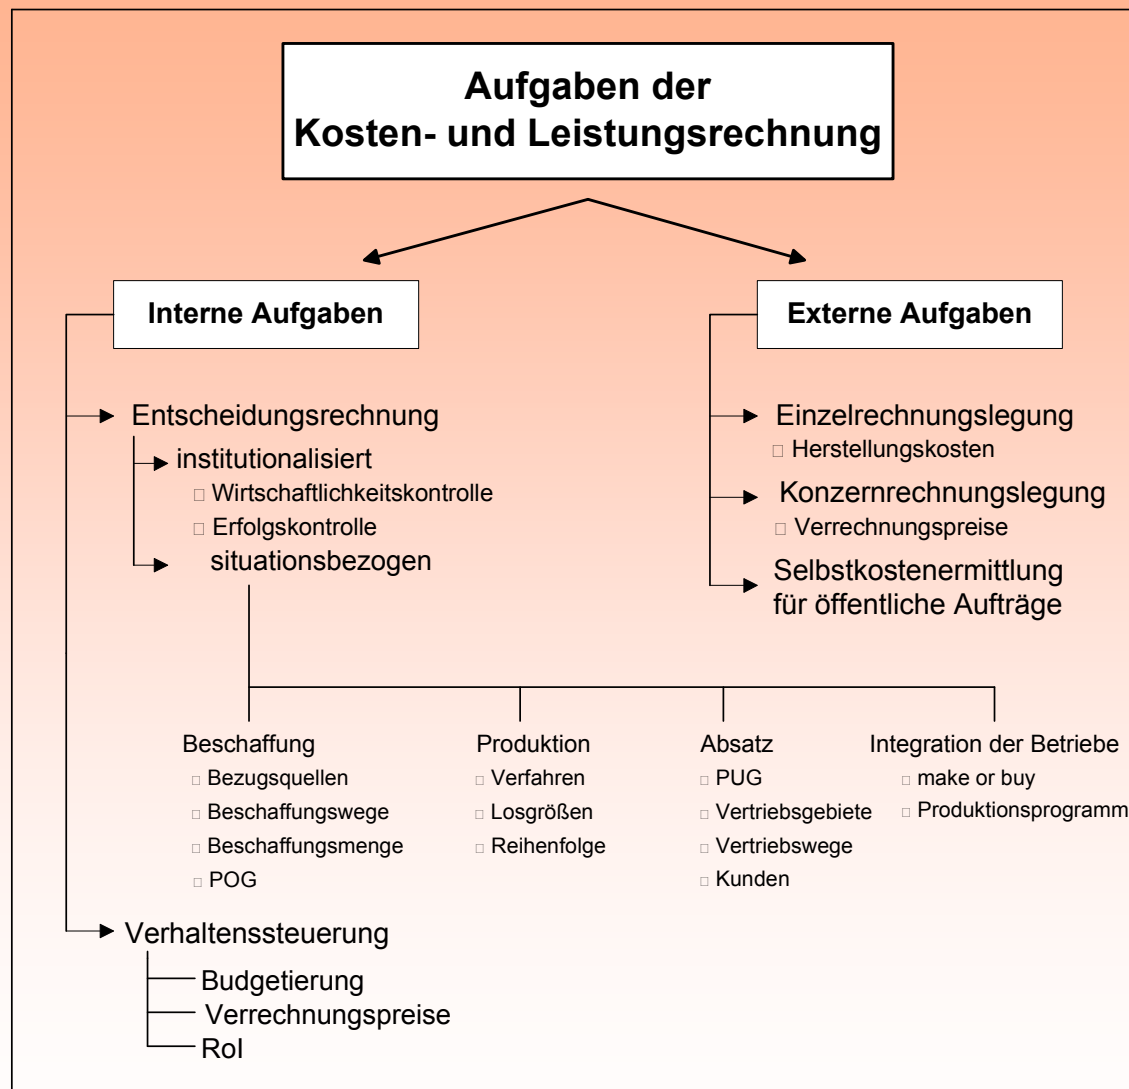 Aufgaben der
Kosten- und Leistungsrechnung
Interne Aufgaben
Entscheidungsrechnung
institutionalisiert
Wirtschaftlichkeitskontrolle
Erfolgskontrolle
situationsbezogen
Beschaffung
Bezugsquellen
Beschaffungswege
Beschaffungsmenge
POG
Produktion
Verfahren
Losgrößen
Reihenfolge
Absatz
PUG
Vertriebsgebiete
Vertriebswege
Kunden
Integration der Betriebe
make or buy
Produktionsprogramm
Verhaltenssteuerung
Budgetierung
Verrechnungspreise
RoI
Externe Aufgaben
Einzelrechnungslegung
Herstellungskosten
Konzernrechnungslegung
Verrechnungspreise
Selbstkostenermittlung
für öffentliche Aufträge